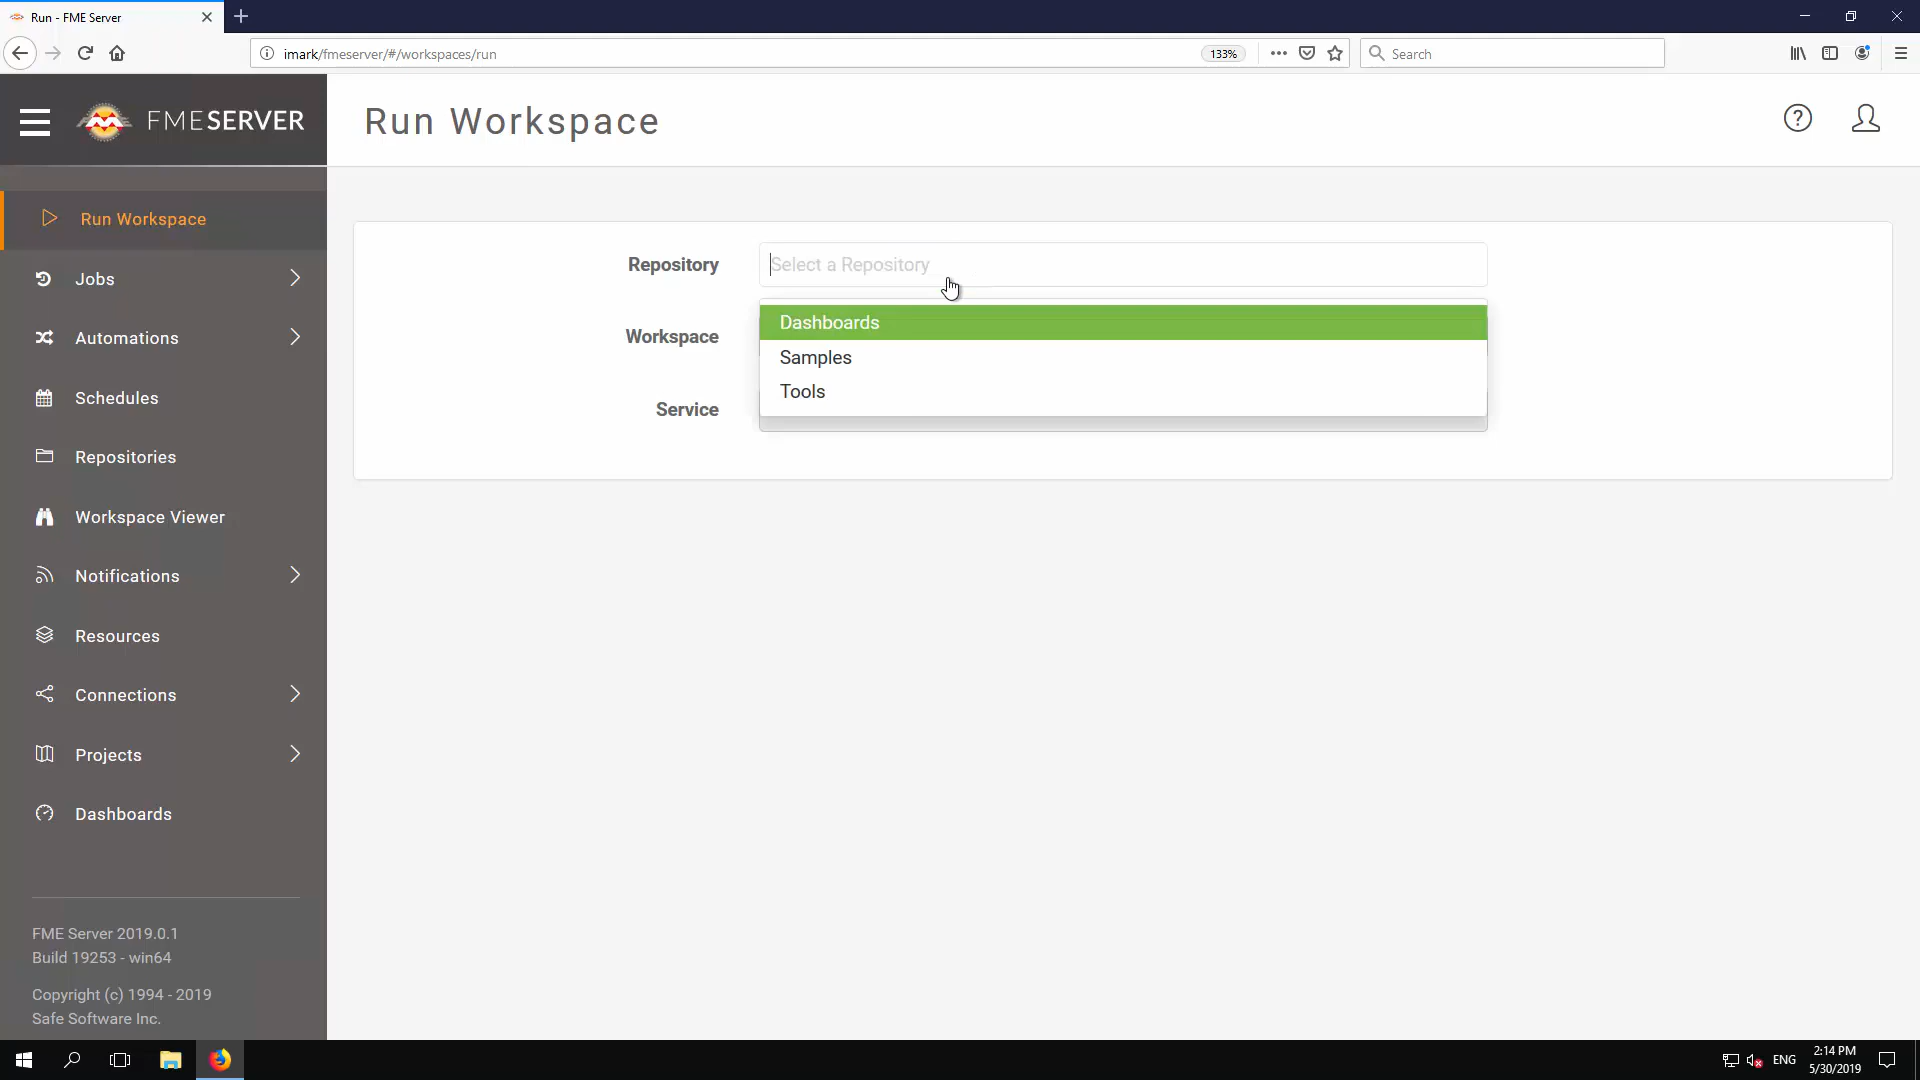 Run - FME Server
imark/fmeserver/#/workspaces/run
133%
Search
FMESERVER
Run Workspace
Run Workspace
Jobs
Automations
Schedules
Repositories
Workspace Viewer
Notifications
Resources
Connections
Projects
Dashboards
FME Server 2019.0.1
Build 19253 - win64
Copyright (c) 1994 - 2019
Safe Software Inc.
Repository
Select a Repository
Workspace
Service
Dashboards
Samples
Tools
ENG
2:14 PM
5/30/2019